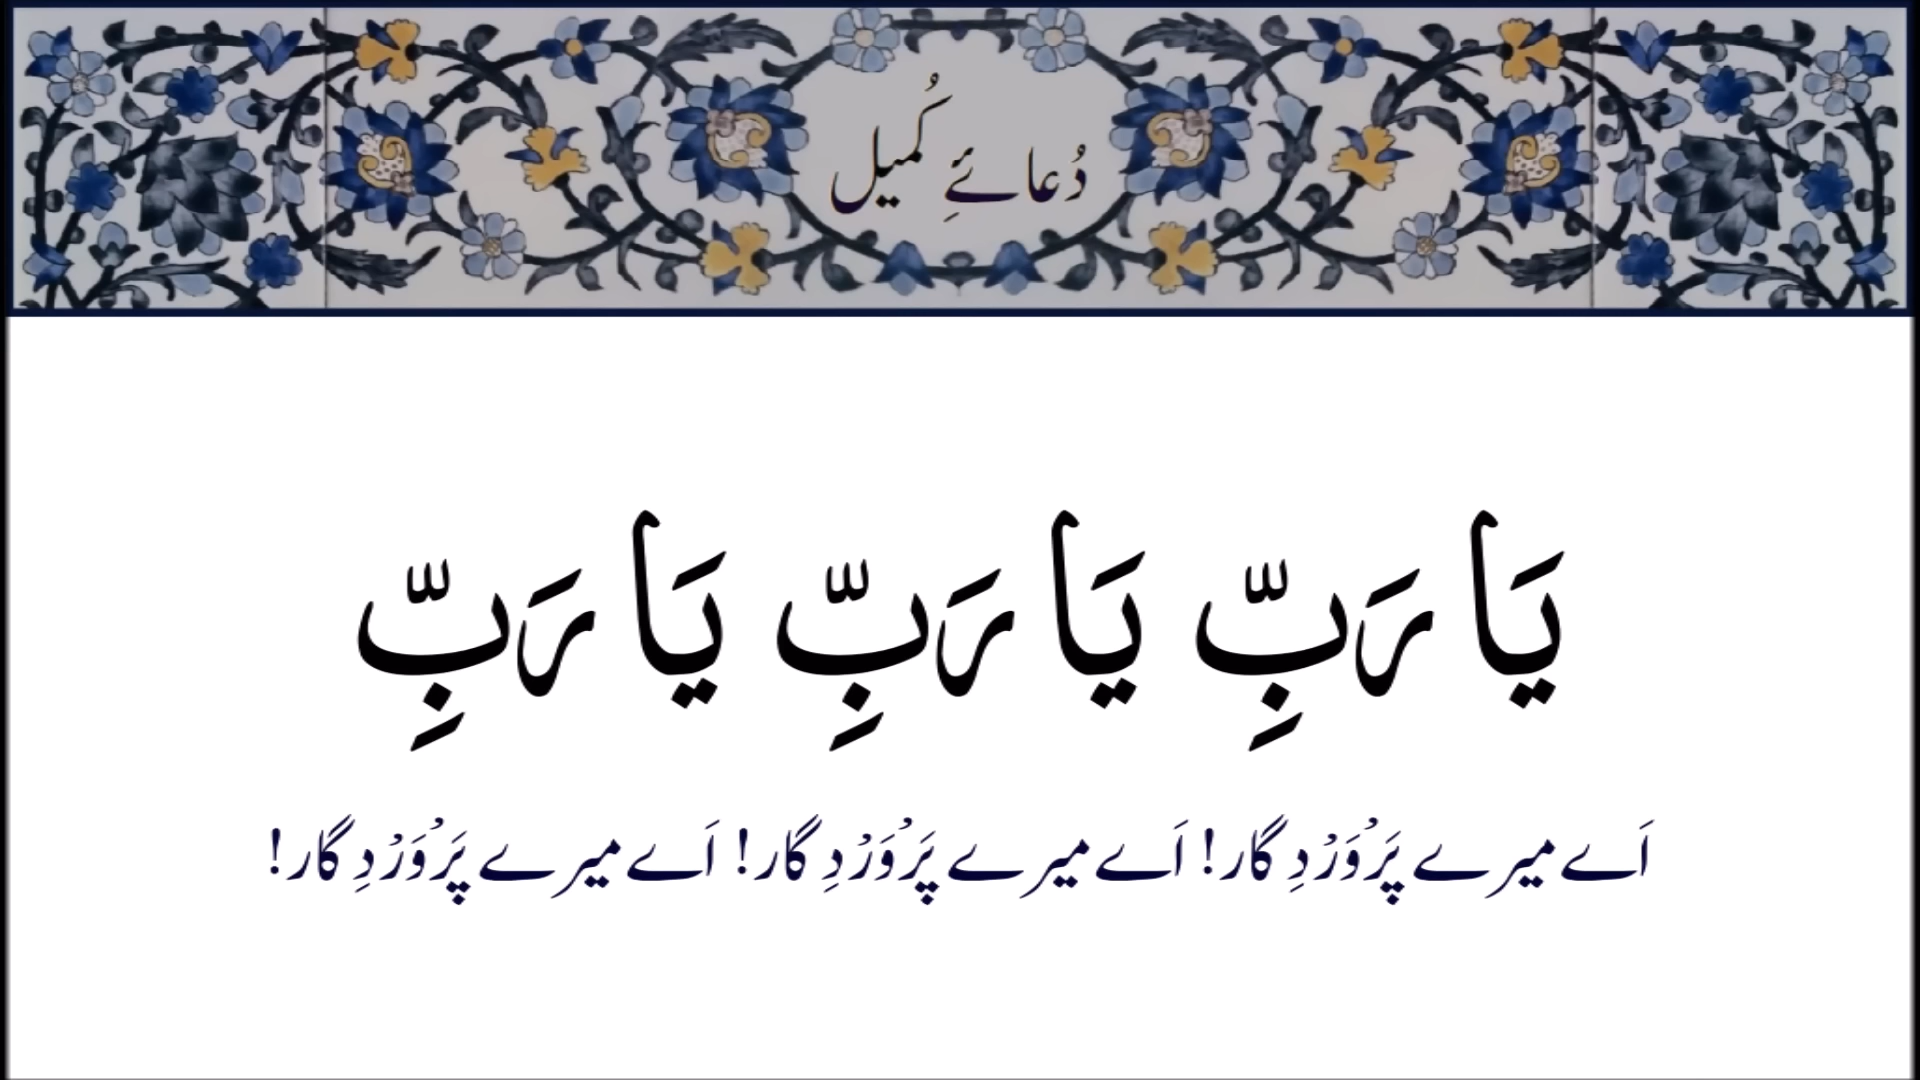 دُعائےِ کُمیل
يَا رَبِّ يَا رَبِّ يَا رَبِّ
اَے میرے پَرْوَرْدِگار! اَے میرے پَرْوَرْدِگار! اَے میرے پَرْوَرْدِگار!